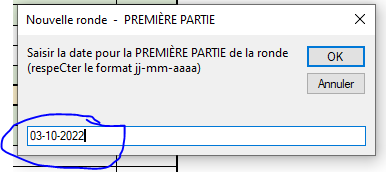 Nouvelle ronde - PREMIÈRE PARTIE
Saisir la date pour la PREMIÈRE PARTIE de la ronde
(respeCter le format jj-mm-aaaa)
OK
Annuler
03-10-2022